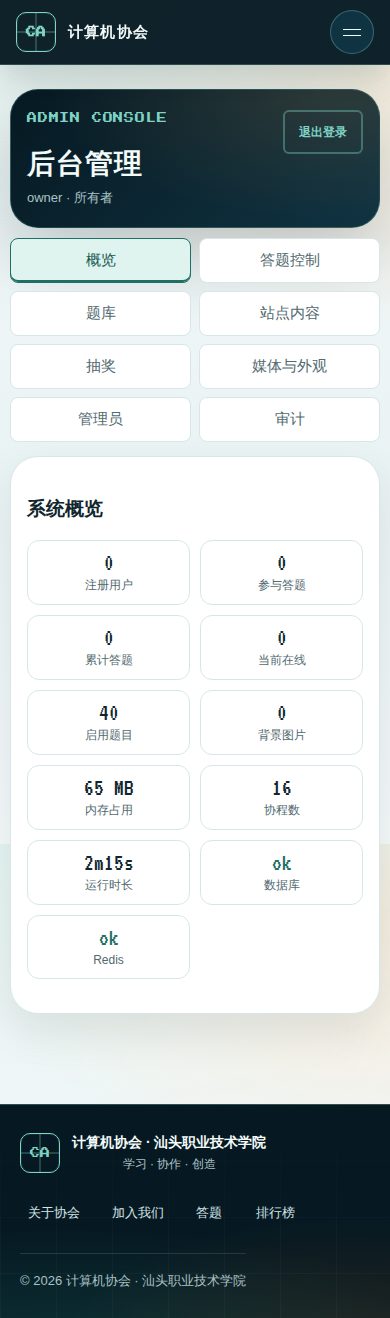 CA 计算机协会
ADMIN CONSOLE
退出登录
后台管理
owner · 所有者
概览
答题控制
题库
站点内容
抽奖
媒体与外观
管理员
审计
系统概览
0
注册用户
0
参与答题
0
累计答题
0
当前在线
40
启用题目
0
背景图片
65 MB
内存占用
16
协程数
2m15s
运行时长
ok
数据库
ok
Redis
CA
计算机协会 · 汕头职业技术学院
学习 · 协作 · 创造
关于协会 加入我们 答题 排行榜
© 2026 计算机协会 · 汕头职业技术学院